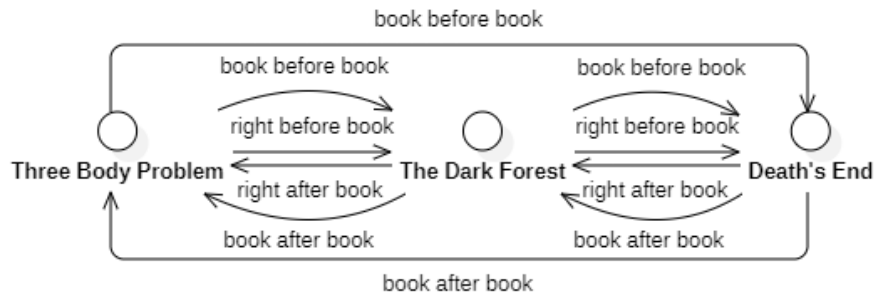 book before book
book before book
book before book
right before book
right before book
Three Body Problem
The Dark Forest
Death's End
right after book
right after book
book after book
book after book
book after book